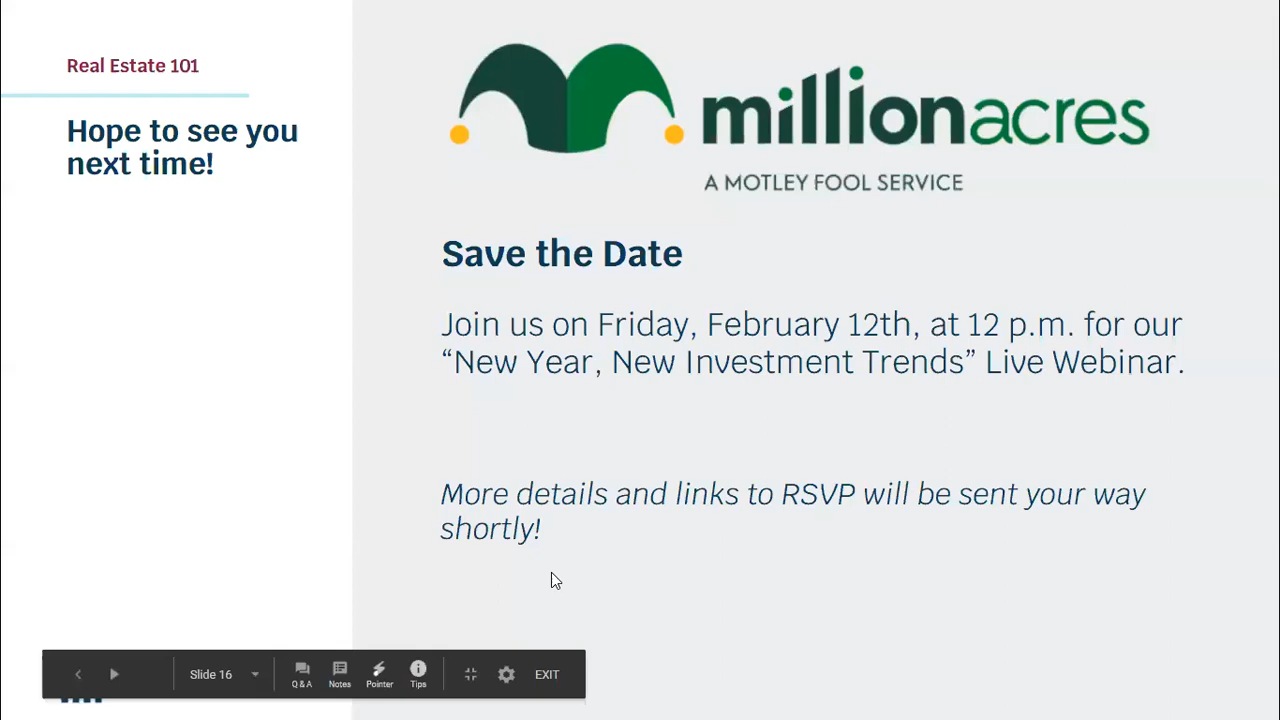 Real Estate 101
Hope to see you
next time!
millionacres
A MOTLEY FOOL SERVICE
Save the Date
Join us on Friday, February 12th, at 12 p.m. for our
“New Year, New Investment Trends” Live Webinar.
More details and links to RSVP will be sent your way
shortly!
Slide 16
Q & A
Notes
Pointer
Tips
EXIT